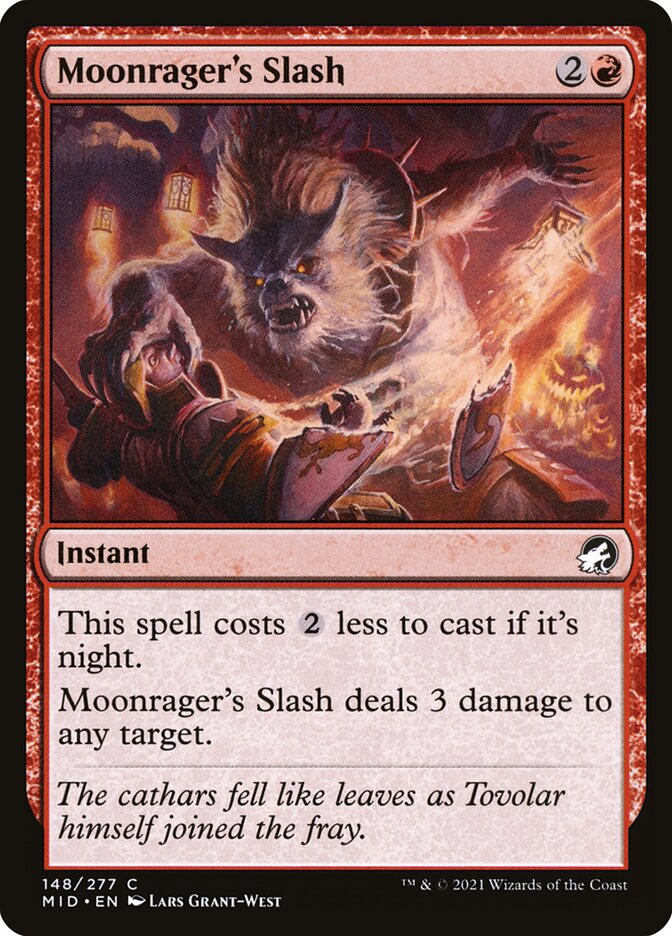 Moonrager's Slash 2
Instant
This spell costs 2 less to cast if it's
night.
Moonrager's Slash deals 3 damage to
any target.
The cathars fell like leaves as Tovolar
himself joined the fray.
148/277 C
MID • EN Lars Grant-West
™ & © 2021 Wizards of the Coast